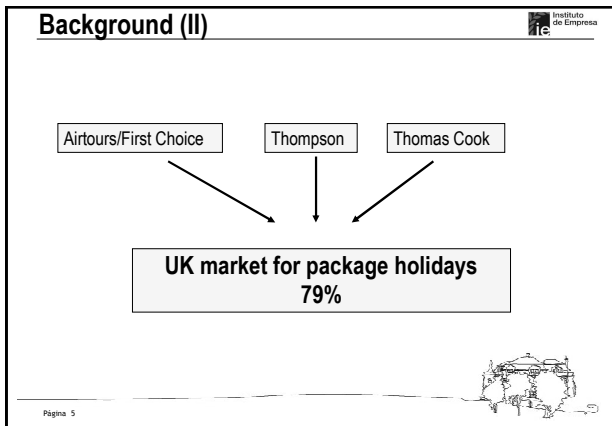 Background (II)
Instituto
de Empresa
ie
Airtours/First Choice
Thompson
Thomas Cook
UK market for package holidays
79%
Página 5